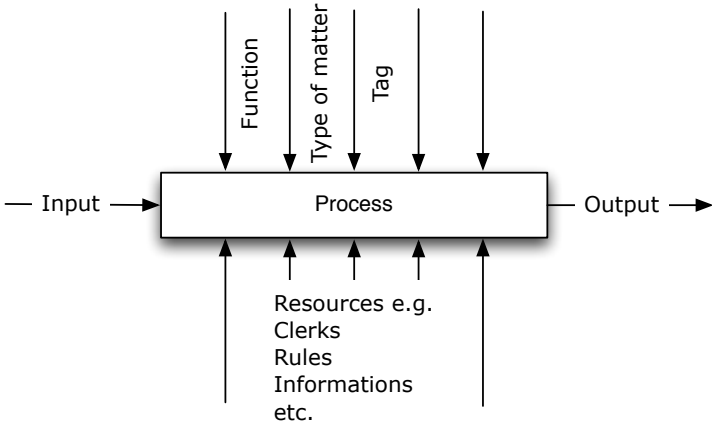 Function
Type of matter
Tag
Input
Process
Output
Resources e.g.
Clerks
Rules
Informations
etc.